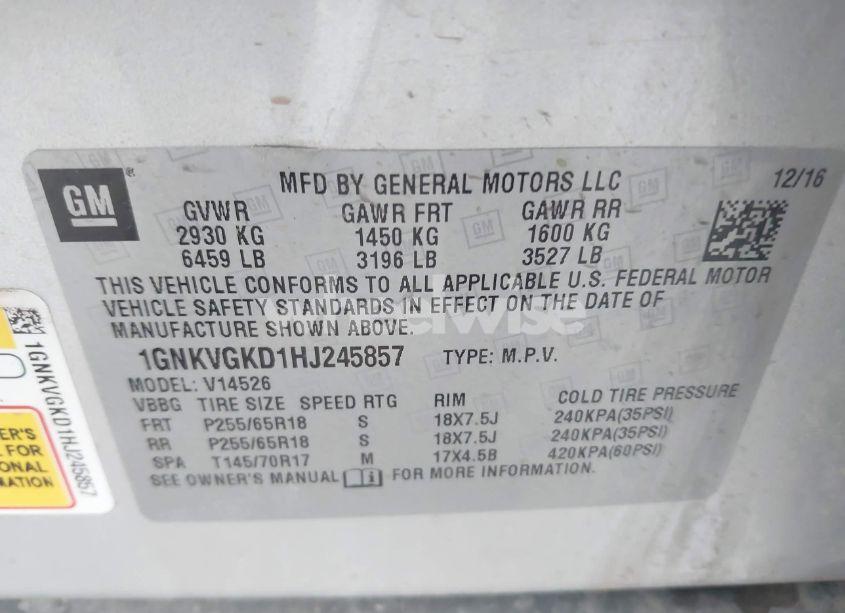 GM
MFD BY GENERAL MOTORS LLC 12/16
GVWR GAWR FRT GAWR RR
2930 KG 1450 KG 1600 KG
6459 LB 3196 LB 3527 LB
THIS VEHICLE CONFORMS TO ALL APPLICABLE U.S. FEDERAL MOTOR
VEHICLE SAFETY STANDARDS IN EFFECT ON THE DATE OF
MANUFACTURE SHOWN ABOVE.
1GNKVGKD1HJ245857 TYPE: M.P.V.
MODEL: V14526
VBBG TIRE SIZE SPEED RTG RIM COLD TIRE PRESSURE
FRT P255/65R18 S 18X7.5J 240KPA(35PSI)
RR P255/65R18 S 18X7.5J 240KPA(35PSI)
SPA T145/70R17 M 17X4.5B 420KPA(60PSI)
SEE OWNER'S MANUAL FOR MORE INFORMATION.
1GNKVGKD1HJ245857